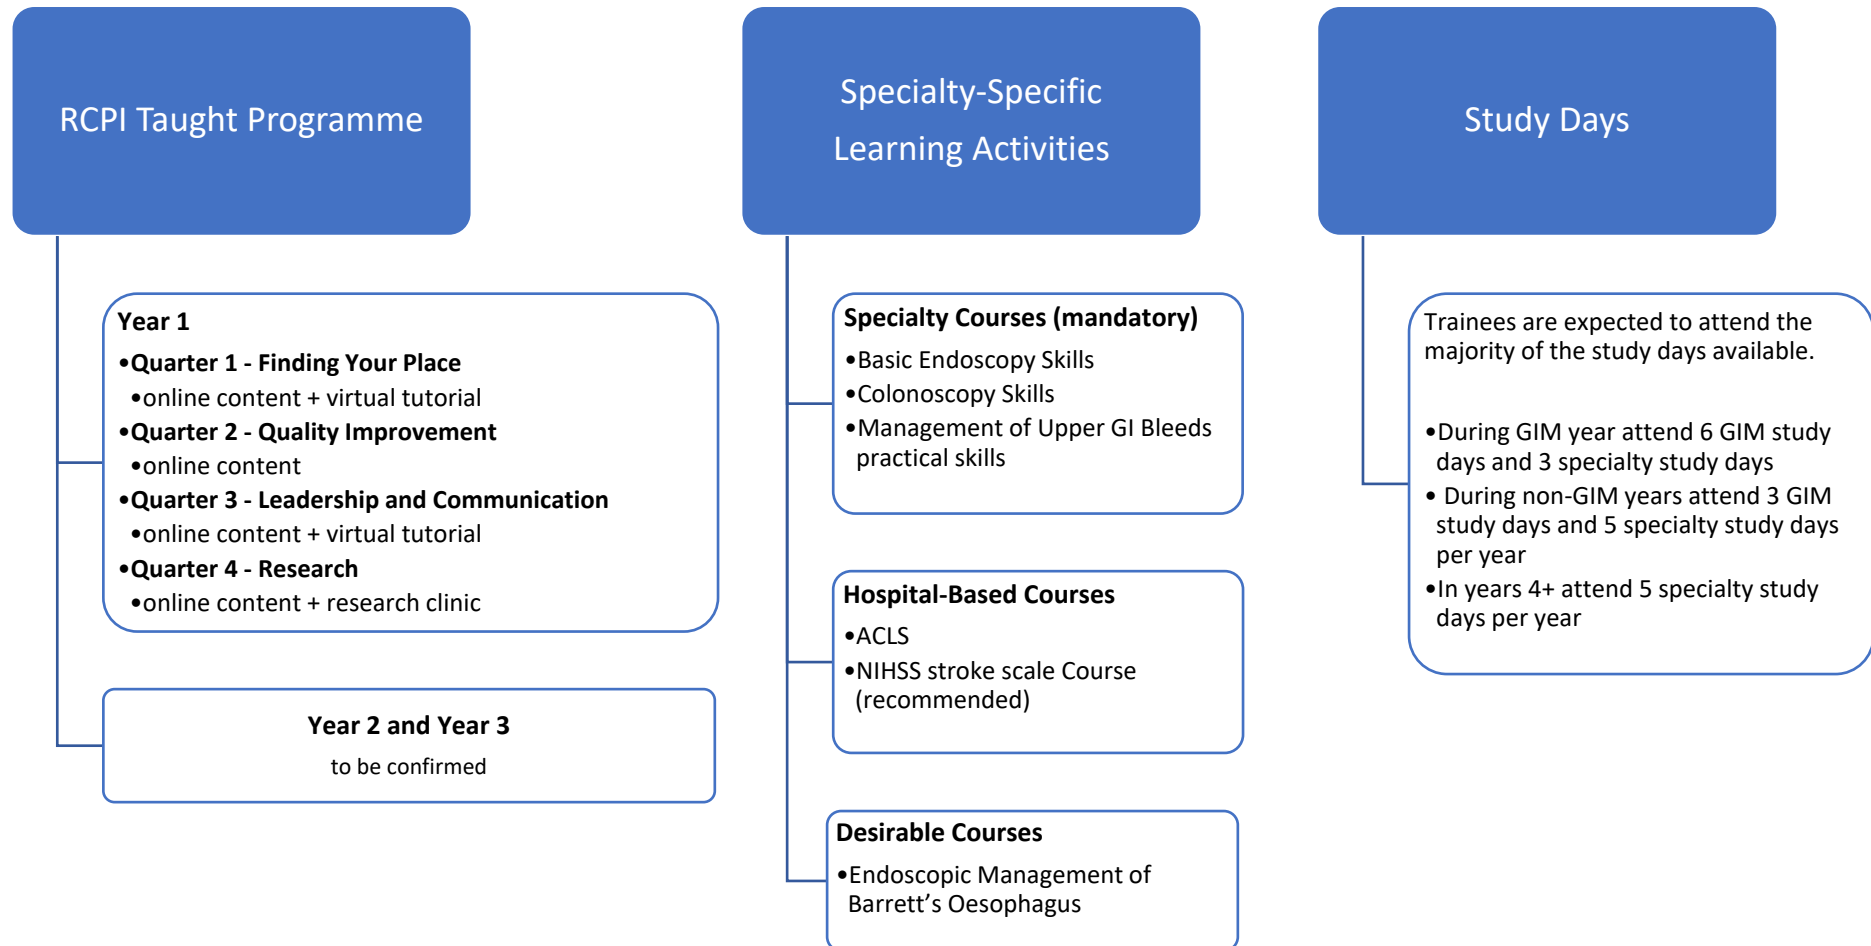 RCPI Taught Programme
Year 1
•Quarter 1 - Finding Your Place
•online content + virtual tutorial
•Quarter 2 - Quality Improvement
•online content
•Quarter 3 - Leadership and Communication
•online content + virtual tutorial
•Quarter 4 - Research
•online content + research clinic
Year 2 and Year 3
to be confirmed
Specialty-Specific
Learning Activities
Specialty Courses (mandatory)
•Basic Endoscopy Skills
•Colonoscopy Skills
•Management of Upper GI Bleeds
practical skills
Hospital-Based Courses
•ACLS
•NIHSS stroke scale Course
(recommended)
Desirable Courses
•Endoscopic Management of
Barrett’s Oesophagus
Study Days
Trainees are expected to attend the
majority of the study days available.
•During GIM year attend 6 GIM study
days and 3 specialty study days
• During non-GIM years attend 3 GIM
study days and 5 specialty study days
per year
•In years 4+ attend 5 specialty study
days per year